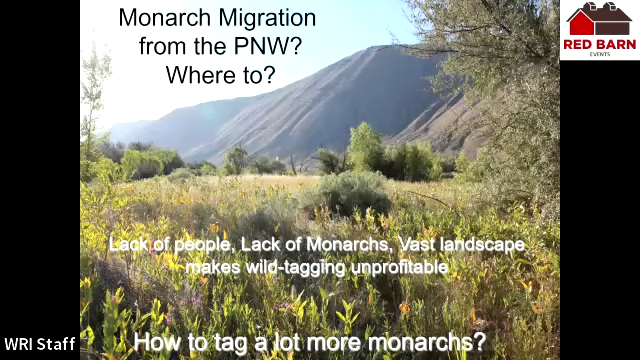 Monarch Migration
from the PNW?
Where to?
RED BARN
EVENTS
Lack of people, Lack of Monarchs, Vast landscape
makes wild-tagging unprofitable
WRI Staff
How to tag a lot more monarchs?